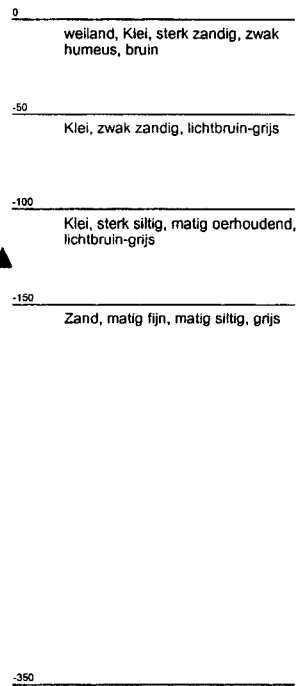 0
weiland, Klei, sterk zandig, zwak
humeus, bruin
-50
Klei, zwak zandig, lichtbruin-grijs
-100
Klei, sterk siltig, matig oerhoudend,
lichtbruin-grijs
-150
Zand, matig fijn, matig siltig, grijs
-350